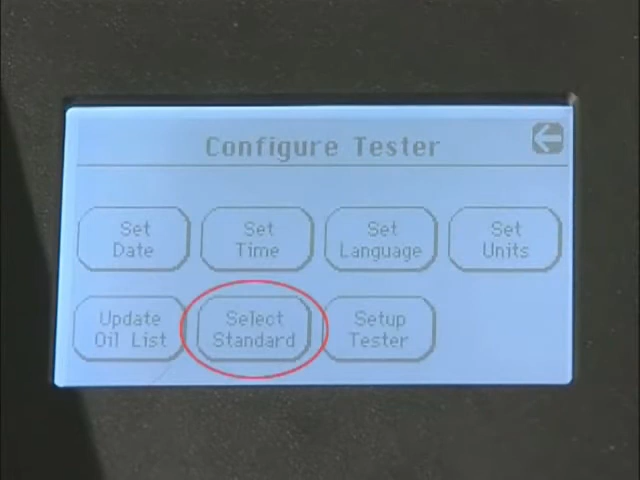 Configure Tester
Set
Date
Set
Time
Set
Language
Set
Units
Update
Oil List
Select
Standard
Setup
Tester